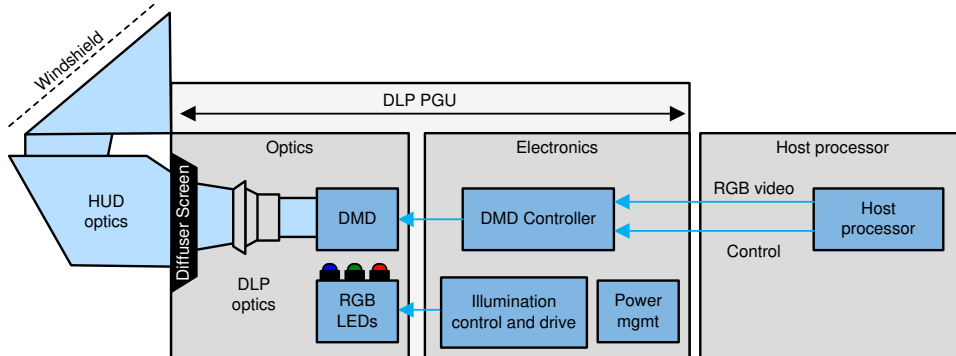 Windshield
DLP PGU
Optics
Electronics
Host processor
HUD
optics
Diffuser Screen
DLP
optics
DMD
RGB
LEDs
DMD Controller
Illumination
control and drive
Power
mgmt
RGB video
Control
Host
processor